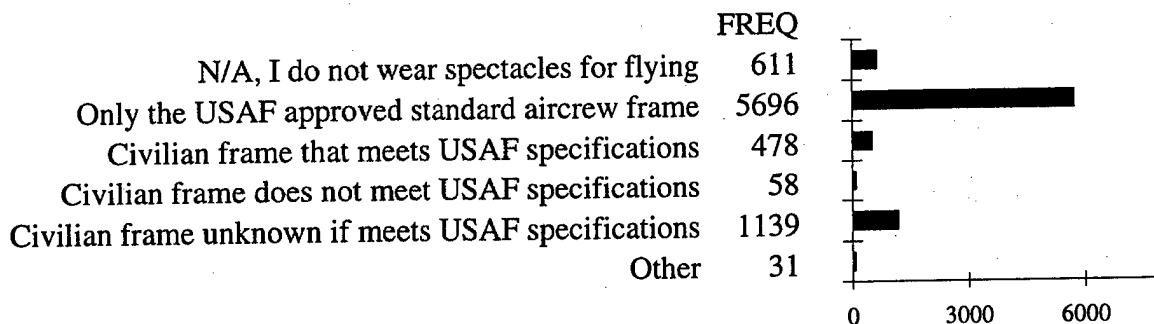 FREQ
N/A, I do not wear spectacles for flying 611
Only the USAF approved standard aircrew frame 5696
Civilian frame that meets USAF specifications 478
Civilian frame does not meet USAF specifications 58
Civilian frame unknown if meets USAF specifications 1139
Other 31
0 3000 6000